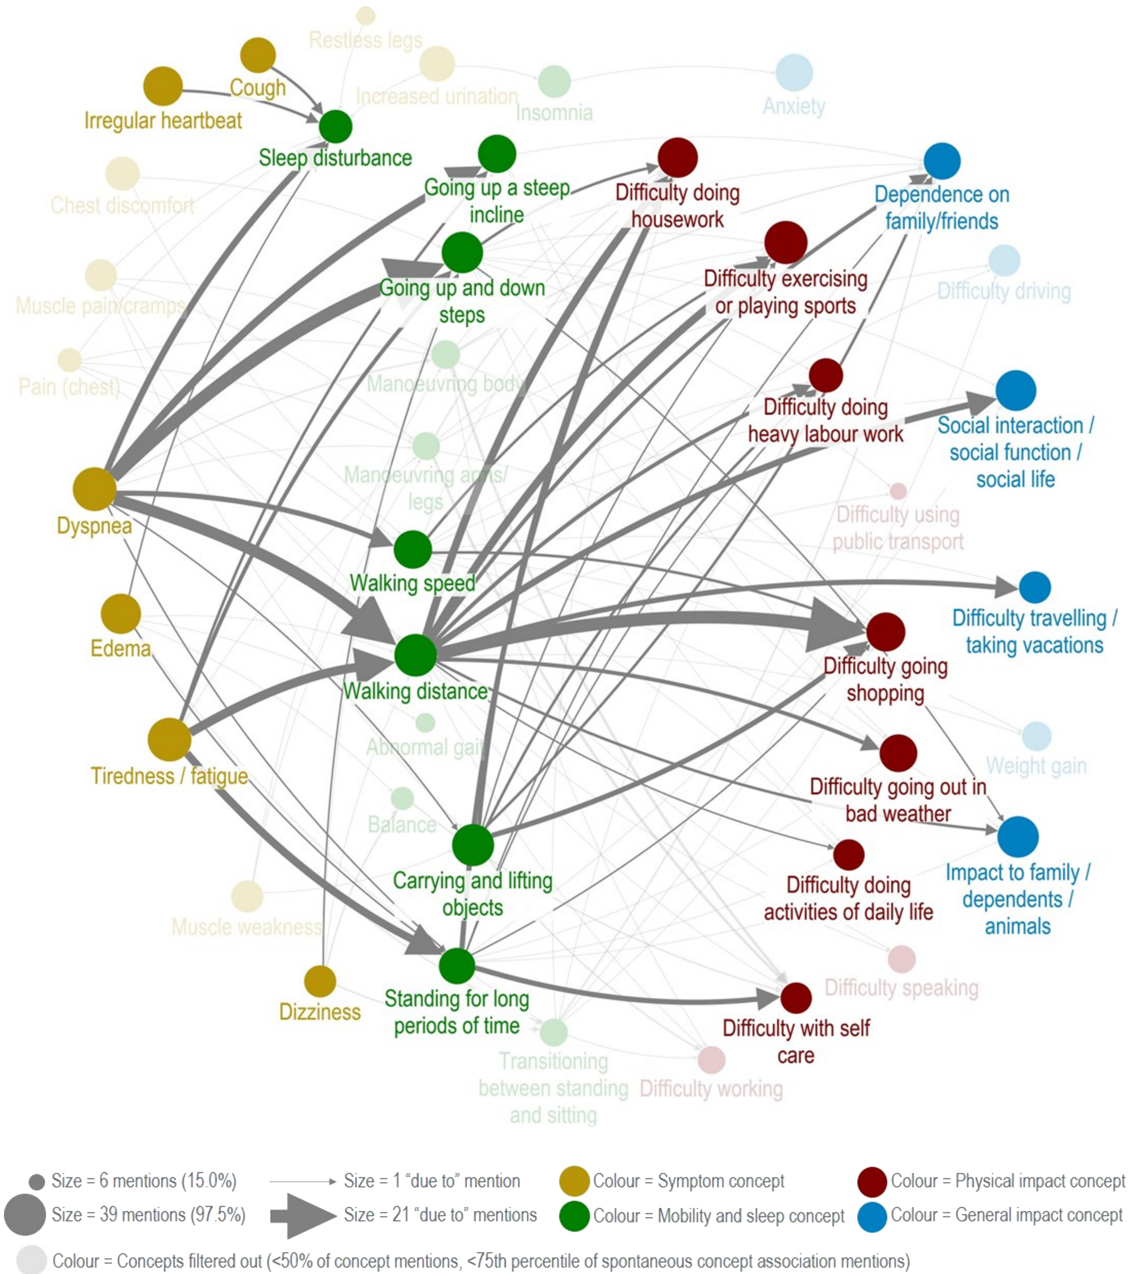 Restless legs
Cough
Increased urination
Insomnia
Anxiety
Irregular heartbeat
Sleep disturbance
Chest discomfort
Going up a steep
incline
Difficulty doing
housework
Dependence on
family/friends
Muscle pain/cramps
Going up and down
steps
Difficulty exercising
or playing sports
Difficulty driving
Pain (chest)
Manoeuvring body
Difficulty doing
heavy labour work
Social interaction /
social function /
social life
Manoeuvring arms/
legs
Dyspnea
Difficulty using
public transport
Walking speed
Edema
Difficulty travelling /
taking vacations
Walking distance
Difficulty going
shopping
Abnormal gait
Weight gain
Tiredness / fatigue
Difficulty going out in
bad weather
Balance
Carrying and lifting
objects
Difficulty doing
activities of daily life
Impact to family /
dependents /
animals
Muscle weakness
Difficulty speaking
Dizziness
Standing for long
periods of time
Difficulty with self
care
Transitioning
between standing
and sitting
Difficulty working
Size = 6 mentions (15.0%)
Size = 1 “due to” mention
Colour = Symptom concept
Colour = Physical impact concept
Size = 39 mentions (97.5%)
Size = 21 “due to” mentions
Colour = Mobility and sleep concept
Colour = General impact concept
Colour = Concepts filtered out (<50% of concept mentions, <75th percentile of spontaneous concept association mentions)